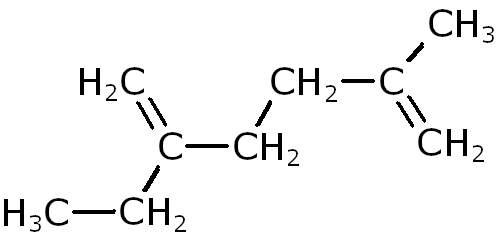 CH₃
H₂C CH₂ C
C CH₂ CH₂
H₃C CH₂